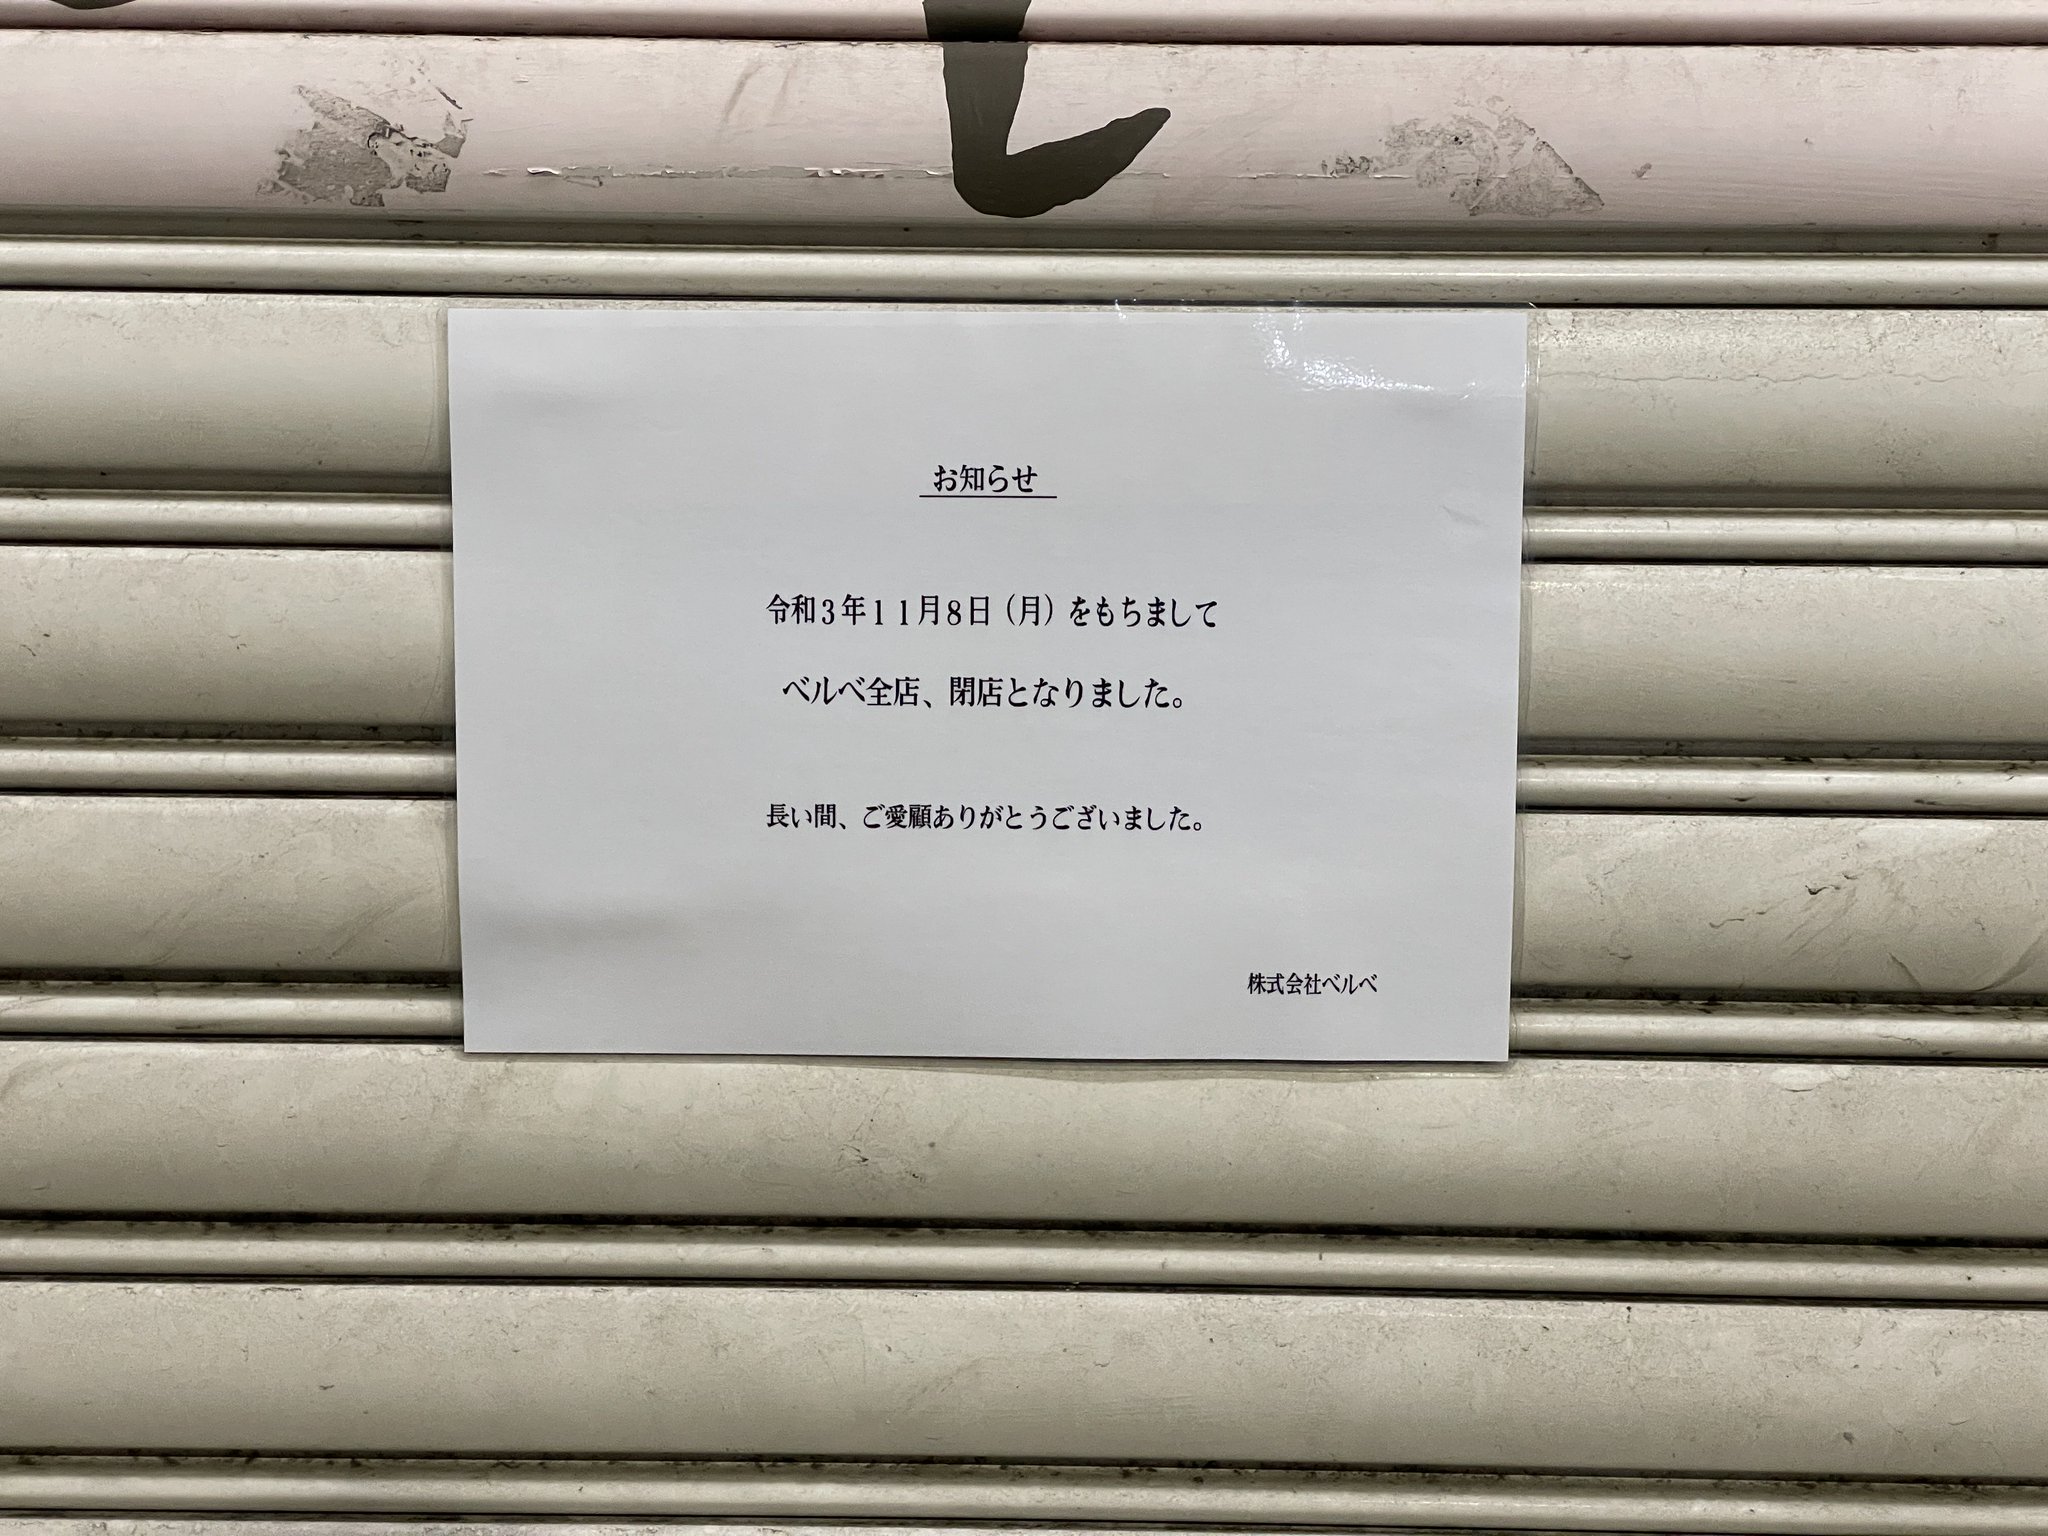 お知らせ
令和3年11月8日（月）をもちまして
ベルベ全店、閉店となりました。
長い間、ご愛顧ありがとうございました。
株式会社ベルベ